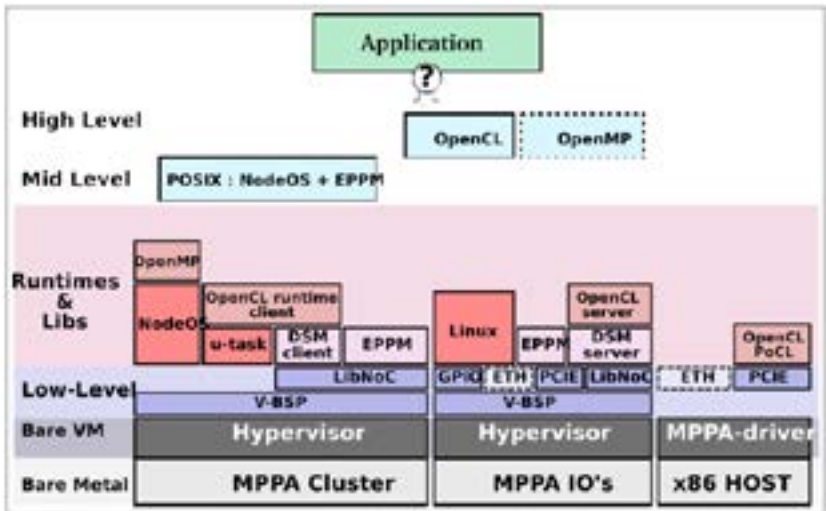 Application
?
High Level
OpenCL
OpenMP
Mid Level
POSIX : NodeOS + EPPM
Runtimes
&
Libs
OpenMP
NodeOS
OpenCL runtime
client
u-task
DSM
client
EPPM
Linux
EPPM
OpenCL
server
DSM
server
OpenCL
PoCL
Low-Level
LibNoC
GPIO
ETH
PCIE
LibNoC
ETH
PCIE
V-BSP
V-BSP
Bare VM
Hypervisor
Hypervisor
MPPA-driver
Bare Metal
MPPA Cluster
MPPA IO's
x86 HOST